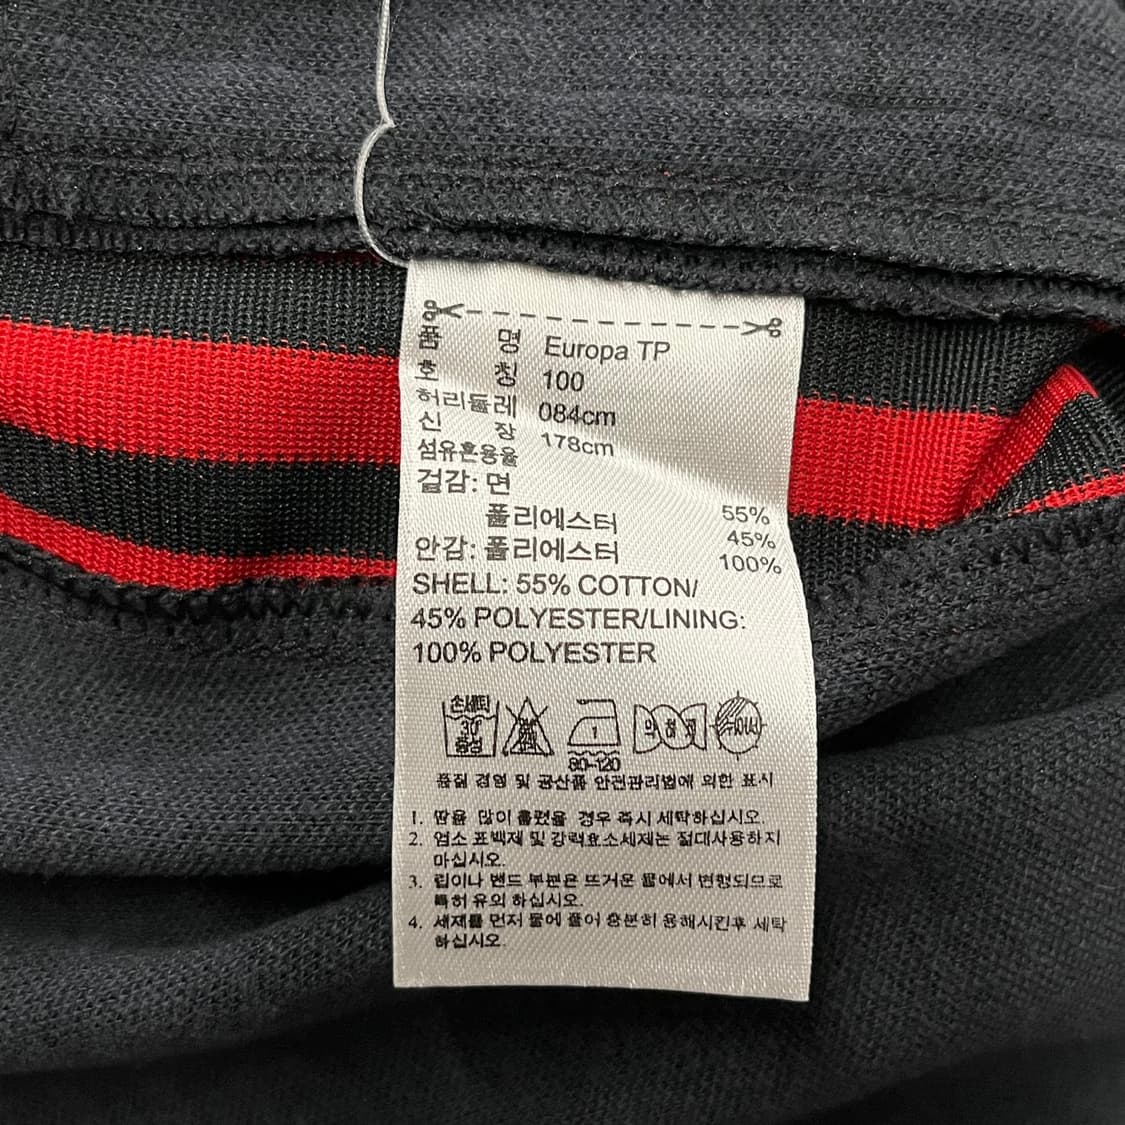 품 명 Europa TP
호 칭 100
허리둘레 084cm
신 장 178cm
섬유혼용율
겉감: 면 55%
폴리에스터 45%
안감: 폴리에스터 100%
SHELL: 55% COTTON/
45% POLYESTER/LINING:
100% POLYESTER
손세탁 30 중성 1 80-120
품질 경영 및 공산품 안전관리법에 의한 표시
1. 땀을 많이 흘렸을 경우 즉시 세탁하십시오.
2. 염소 표백제 및 강력효소세제는 절대사용하지
마십시오.
3. 립이나 밴드 부분은 뜨거운 물에서 변형되므로
특히 유의 하십시오.
4. 세제를 먼저 물에 풀어 충분히 용해시킨후 세탁
하십시오.